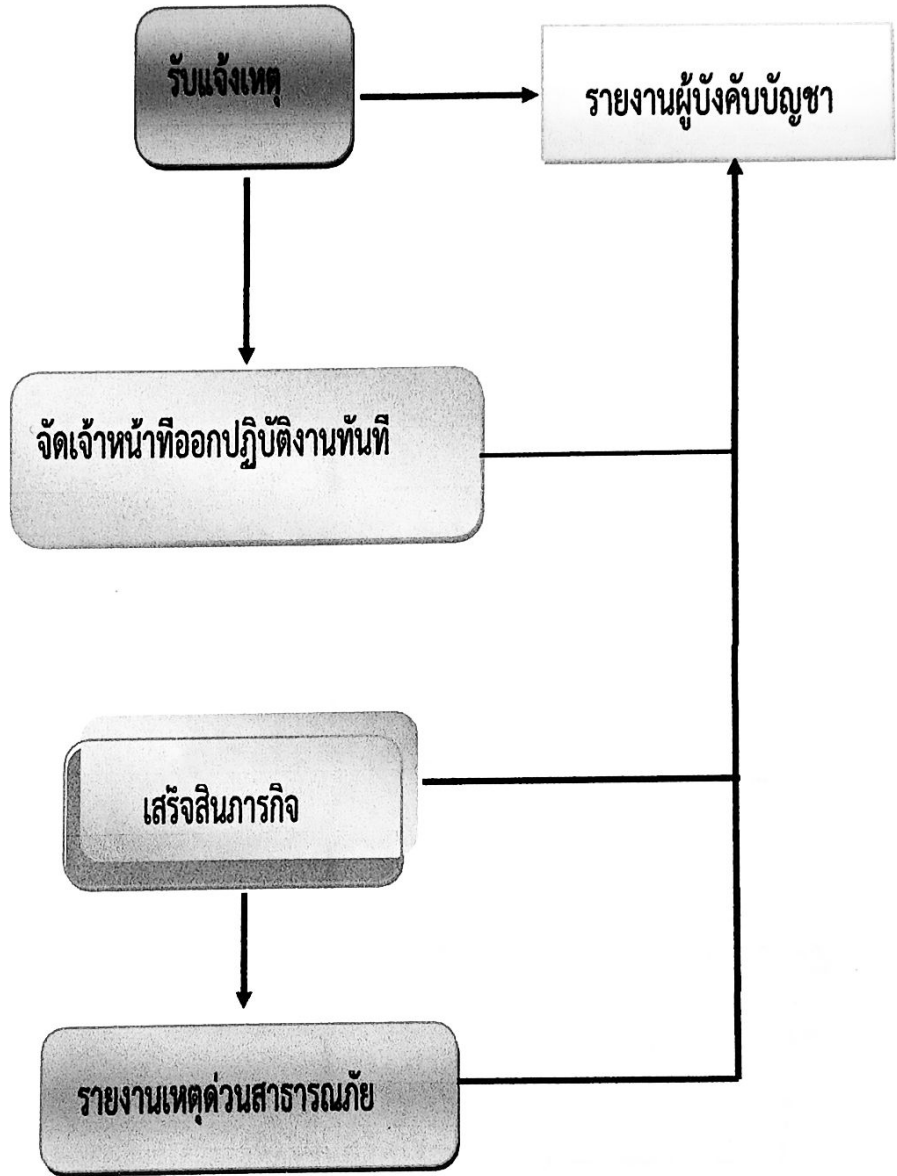 รับแจ้งเหตุ
รายงานผู้บังคับบัญชา
จัดเจ้าหน้าที่ออกปฏิบัติงานทันที
เสร็จสิ้นภารกิจ
รายงานเหตุด่วนสาธารณภัย